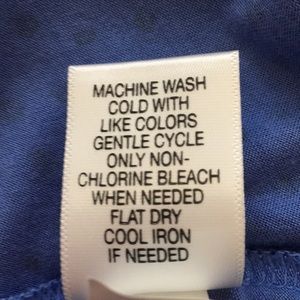 MACHINE WASH
COLD WITH
LIKE COLORS
GENTLE CYCLE
ONLY NON-
CHLORINE BLEACH
WHEN NEEDED
FLAT DRY
COOL IRON
IF NEEDED